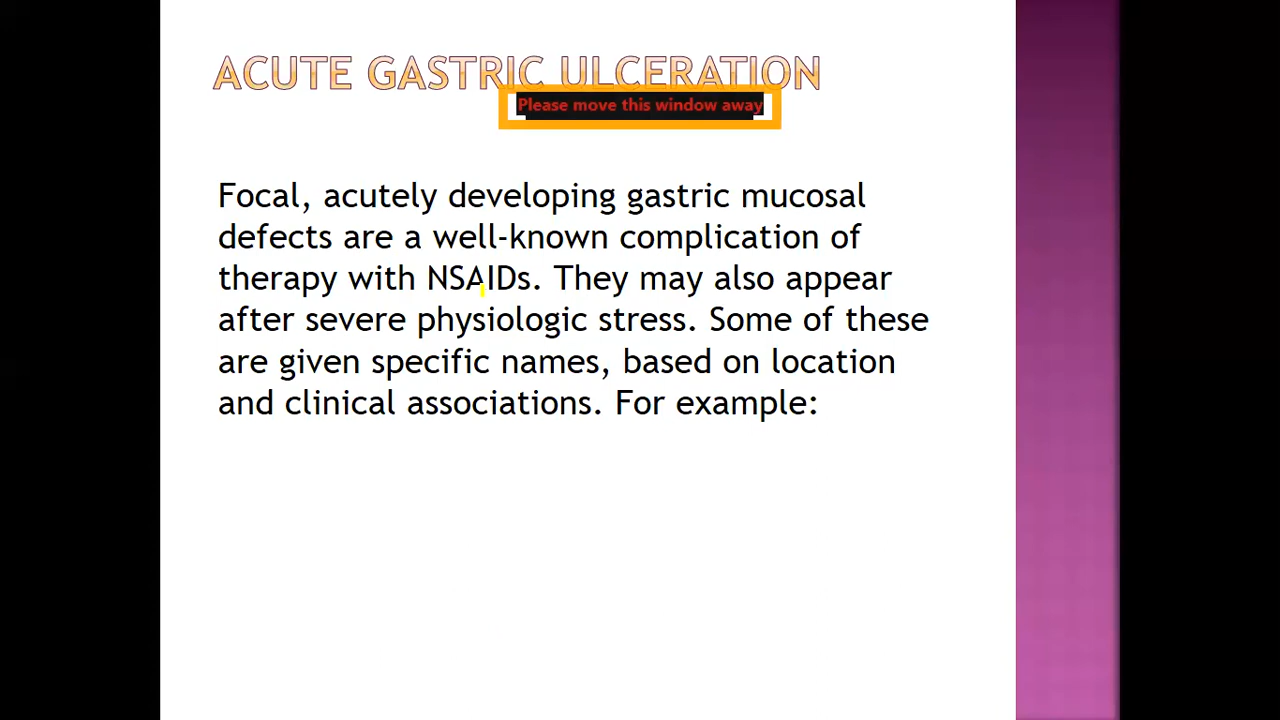 ACUTE GASTRIC ULCERATION
Please move this window away
Focal, acutely developing gastric mucosal
defects are a well-known complication of
therapy with NSAIDs. They may also appear
after severe physiologic stress. Some of these
are given specific names, based on location
and clinical associations. For example: